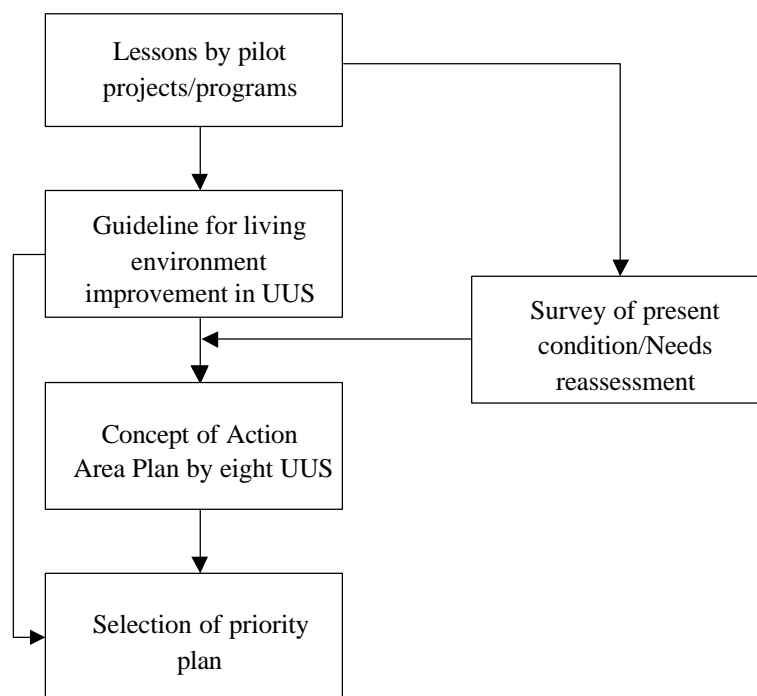 Lessons by pilot
projects/programs
Guideline for living
environment
improvement in UUS
Survey of present
condition/Needs
reassessment
Concept of Action
Area Plan by eight UUS
Selection of priority
plan